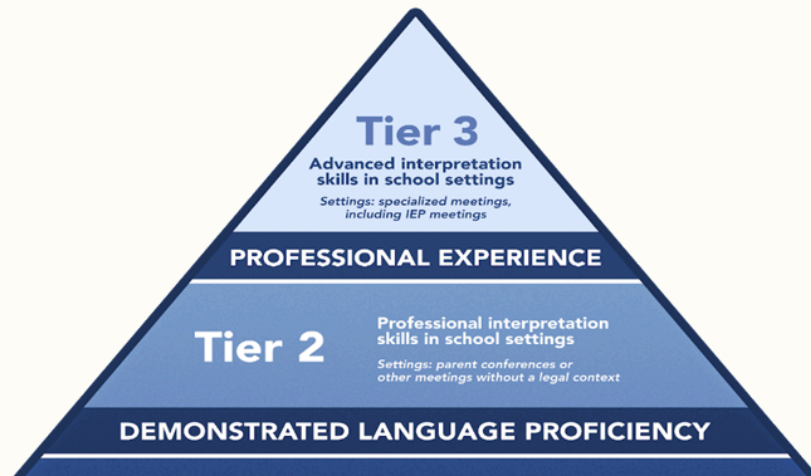 Tier 3
Advanced interpretation
skills in school settings
Settings: specialized meetings,
including IEP meetings
PROFESSIONAL EXPERIENCE
Tier 2
Professional interpretation
skills in school settings
Settings: parent conferences or
other meetings without a legal context
DEMONSTRATED LANGUAGE PROFICIENCY